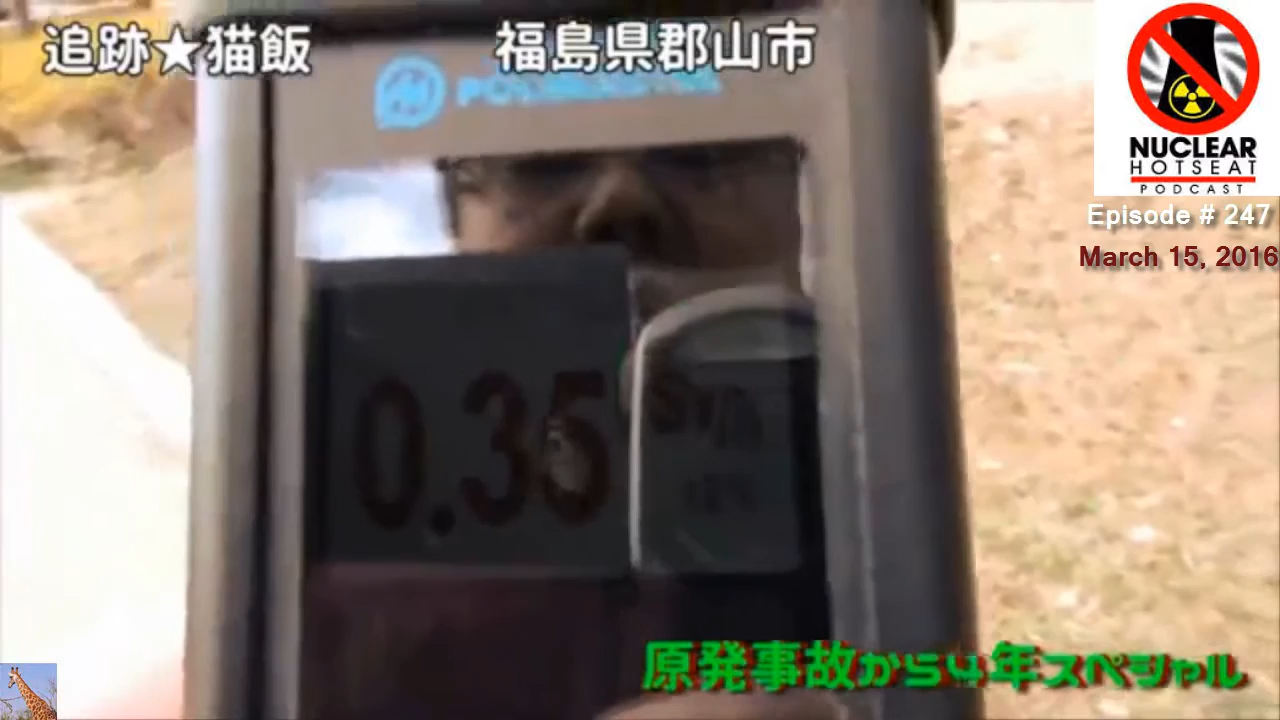 追跡★猫飯
福島県郡山市
NUCLEAR
HOTSEAT
PODCAST
Episode # 247
March 15, 2016
0.35
Sv/h
原発事故から4年スペシャル